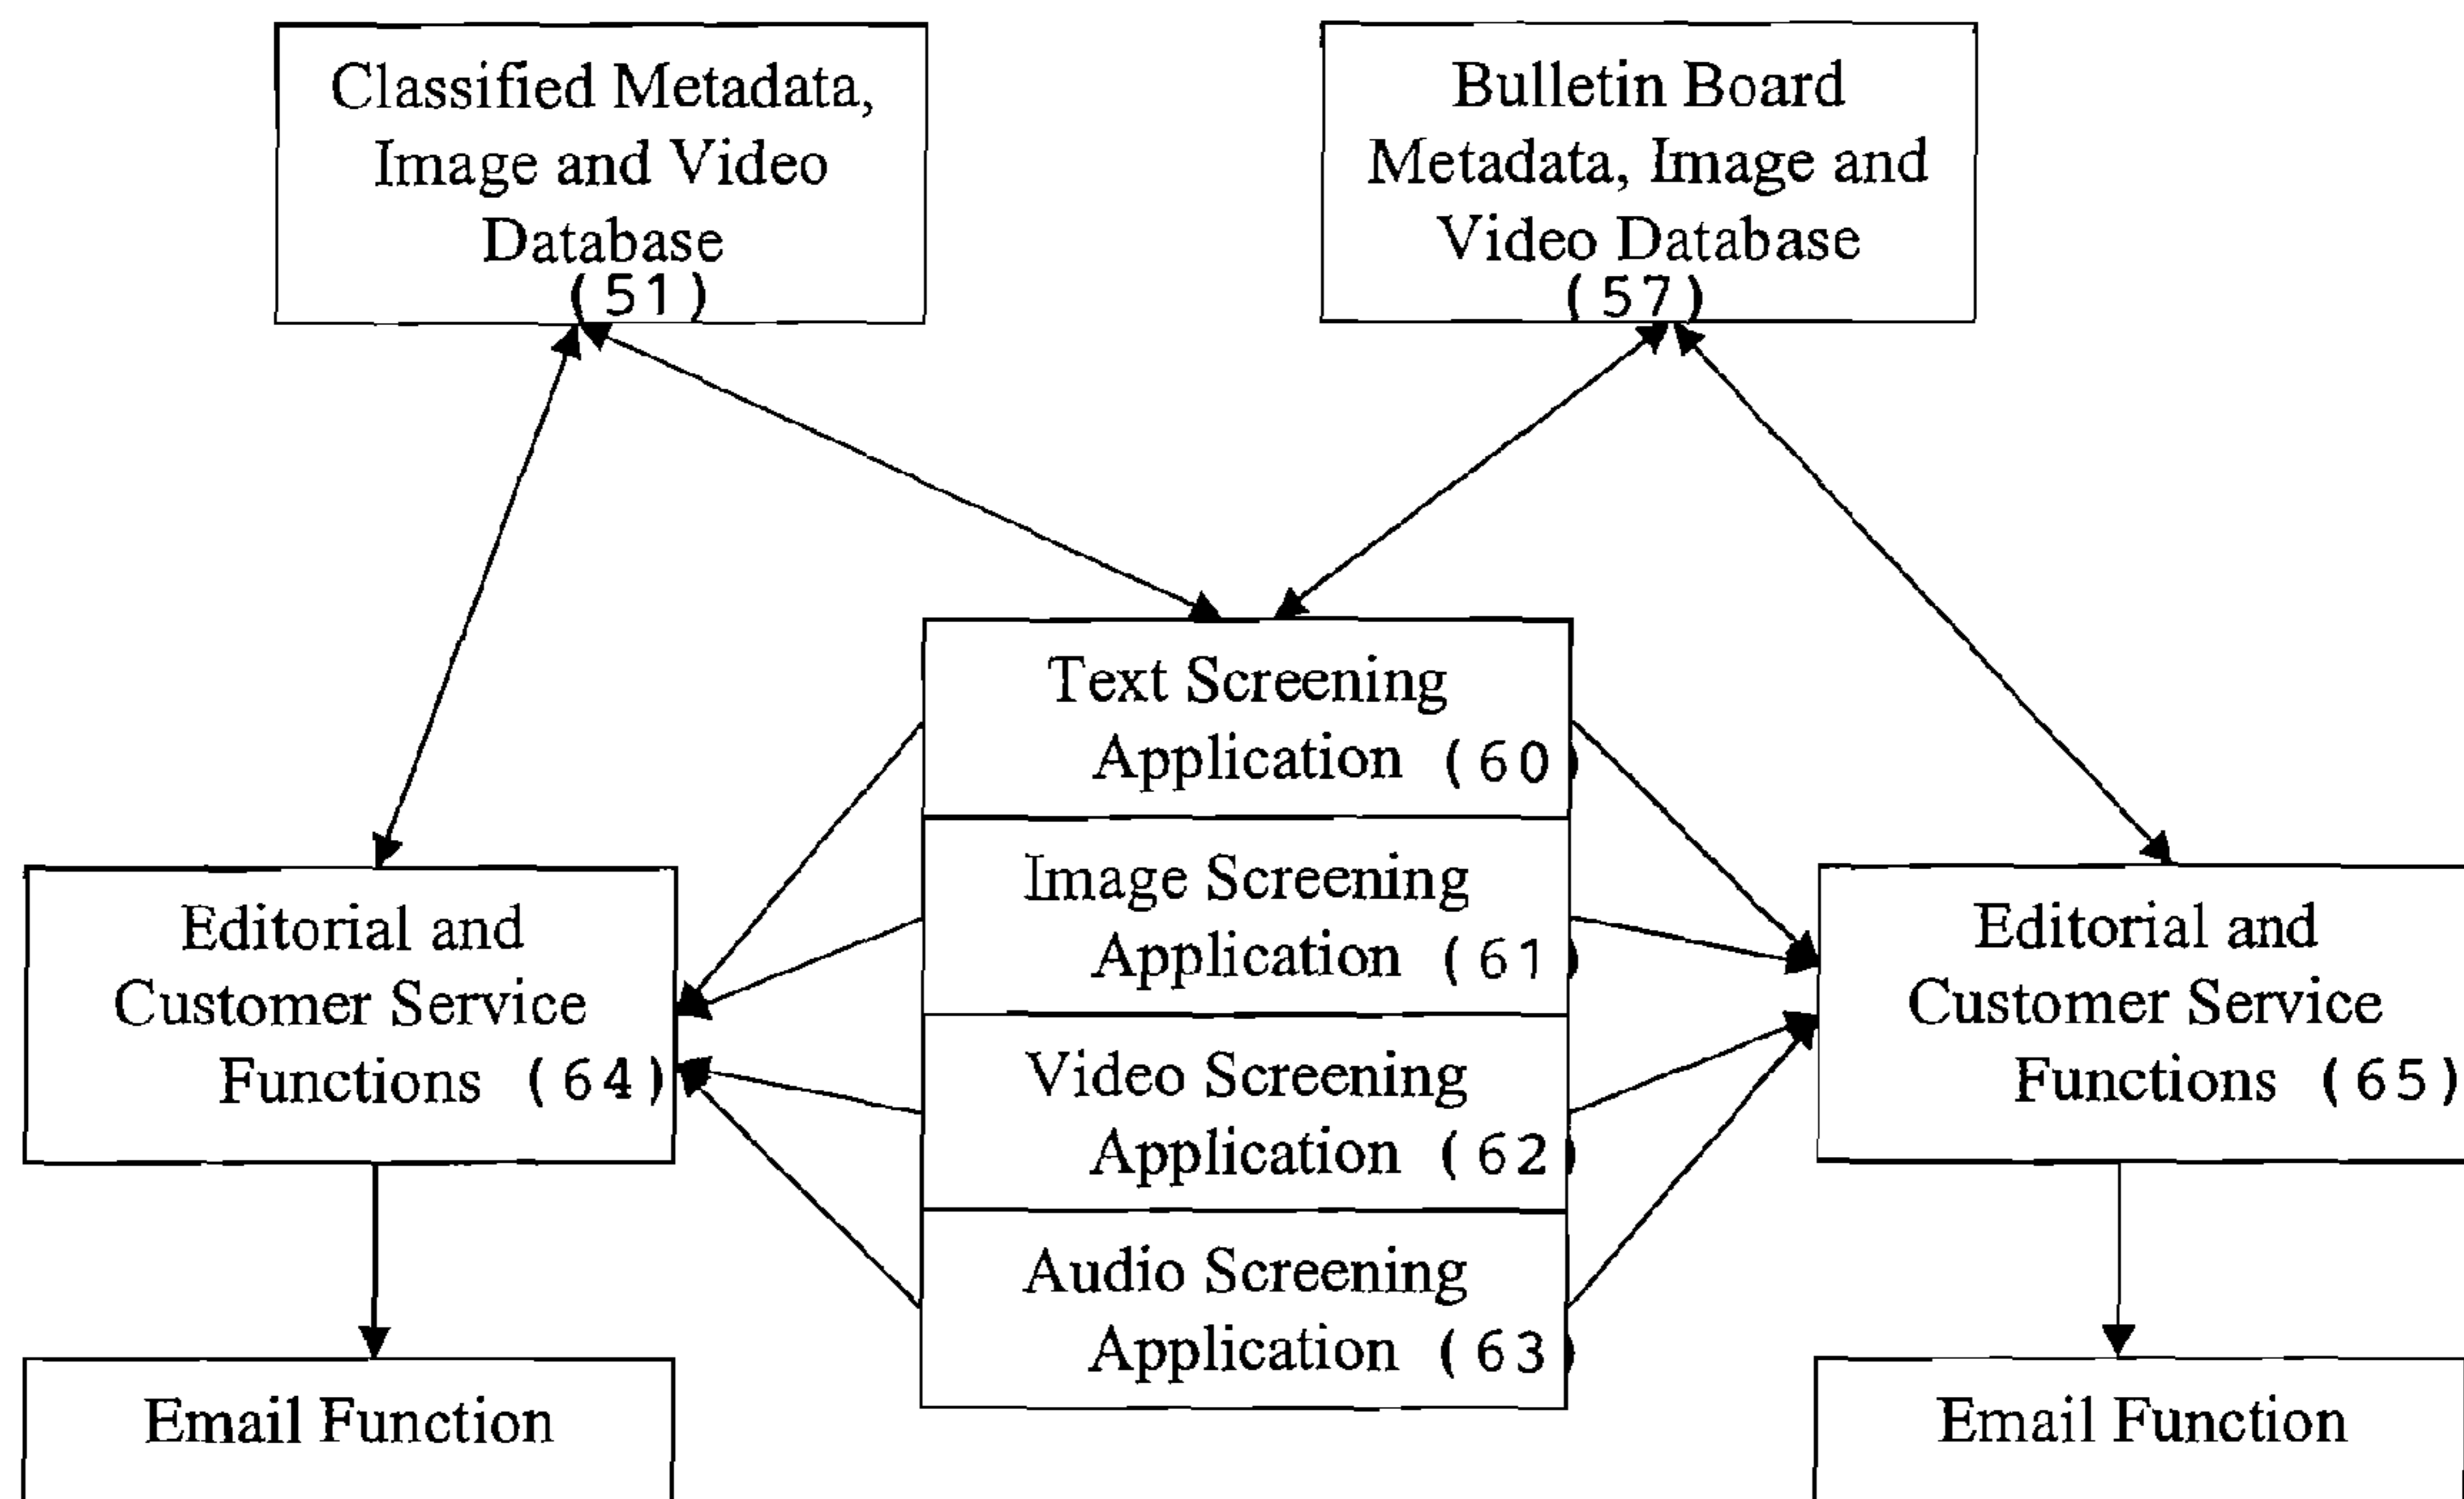 Classified Metadata,
Image and Video
Database
(51)
Bulletin Board
Metadata, Image and
Video Database
(57)
Text Screening
Application (60)
Image Screening
Application (61)
Video Screening
Application (62)
Audio Screening
Application (63)
Editorial and
Customer Service
Functions (64)
Editorial and
Customer Service
Functions (65)
Email Function
Email Function